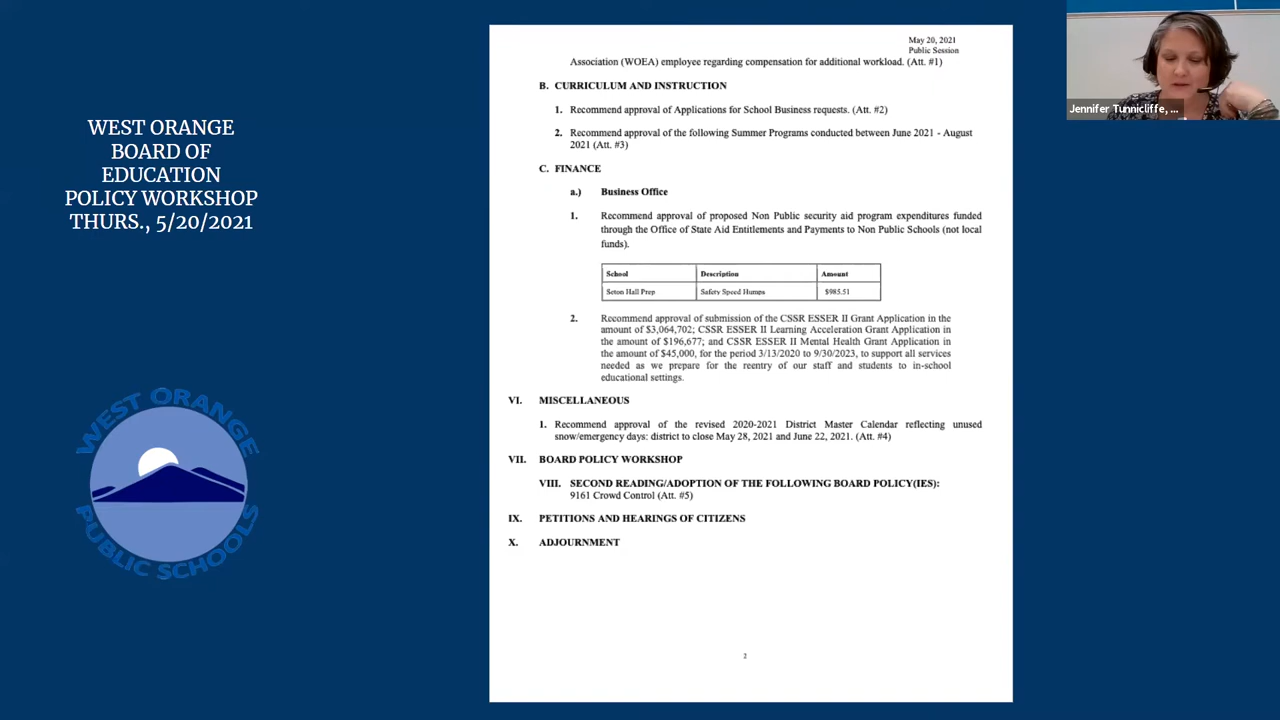 WEST ORANGE
BOARD OF
EDUCATION
POLICY WORKSHOP
THURS., 5/20/2021
WEST ORANGE
PUBLIC SCHOOLS
May 20, 2021
Public Session
Association (WOEA) employee regarding compensation for additional workload. (Att. #1)
B. CURRICULUM AND INSTRUCTION
1. Recommend approval of Applications for School Business requests. (Att. #2)
2. Recommend approval of the following Summer Programs conducted between June 2021 - August
2021 (Att. #3)
C. FINANCE
a.) Business Office
1. Recommend approval of proposed Non Public security aid program expenditures funded
through the Office of State Aid Entitlements and Payments to Non Public Schools (not local
funds).
School Description Amount
Seton Hall Prep Safety Speed Humps $985.51
2. Recommend approval of submission of the CSSR ESSER II Grant Application in the
amount of $3,064,702; CSSR ESSER II Learning Acceleration Grant Application in
the amount of $196,677; and CSSR ESSER II Mental Health Grant Application in
the amount of $45,000, for the period 3/13/2020 to 9/30/2023, to support all services
needed as we prepare for the reentry of our staff and students to in-school
educational settings.
VI. MISCELLANEOUS
1. Recommend approval of the revised 2020-2021 District Master Calendar reflecting unused
snow/emergency days: district to close May 28, 2021 and June 22, 2021. (Att. #4)
VII. BOARD POLICY WORKSHOP
VIII. SECOND READING/ADOPTION OF THE FOLLOWING BOARD POLICY(IES):
9161 Crowd Control (Att. #5)
IX. PETITIONS AND HEARINGS OF CITIZENS
X. ADJOURNMENT
2
Jennifer Tunnicliffe, ...